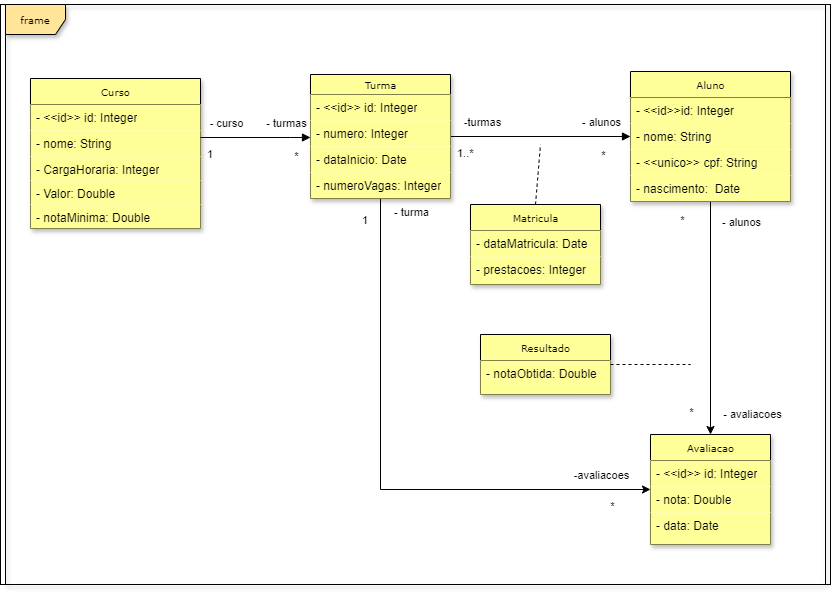 frame
Curso
- <<id>> id: Integer
- nome: String
- CargaHoraria: Integer
- Valor: Double
- notaMinima: Double
- curso
- turmas
1
*
Turma
- <<id>> id: Integer
- numero: Integer
- dataInicio: Date
- numeroVagas: Integer
-turmas
- alunos
1..*
*
Aluno
- <<id>>id: Integer
- nome: String
- <<unico>> cpf: String
- nascimento:  Date
1
- turma
Matricula
- dataMatricula: Date
- prestacoes: Integer
*
- alunos
Resultado
- notaObtida: Double
*
- avaliacoes
-avaliacoes
*
Avaliacao
- <<id>> id: Integer
- nota: Double
- data: Date